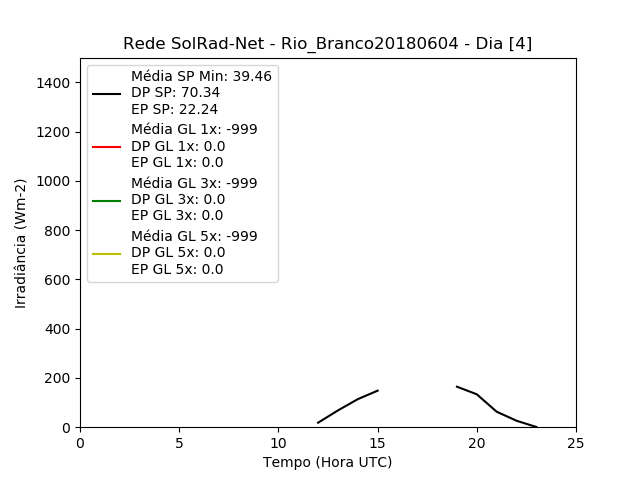 Rede SolRad-Net - Rio_Branco20180604 - Dia [4]
Média SP Min: 39.46
DP SP: 70.34
EP SP: 22.24
Média GL 1x: -999
DP GL 1x: 0.0
EP GL 1x: 0.0
Média GL 3x: -999
DP GL 3x: 0.0
EP GL 3x: 0.0
Média GL 5x: -999
DP GL 5x: 0.0
EP GL 5x: 0.0
Irradiância (Wm-2)
1400
1200
1000
800
600
400
200
0
0 5 10 15 20 25
Tempo (Hora UTC)